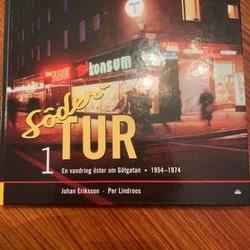 T
konsum
Söder-
TUR
1
En vandring öster om Götgatan • 1954–1974
Johan Eriksson · Per Lindroos